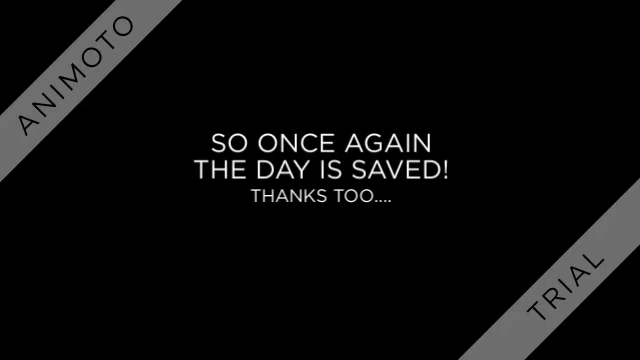 ANIMOTO
SO ONCE AGAIN
THE DAY IS SAVED!
THANKS TOO....
TRIAL